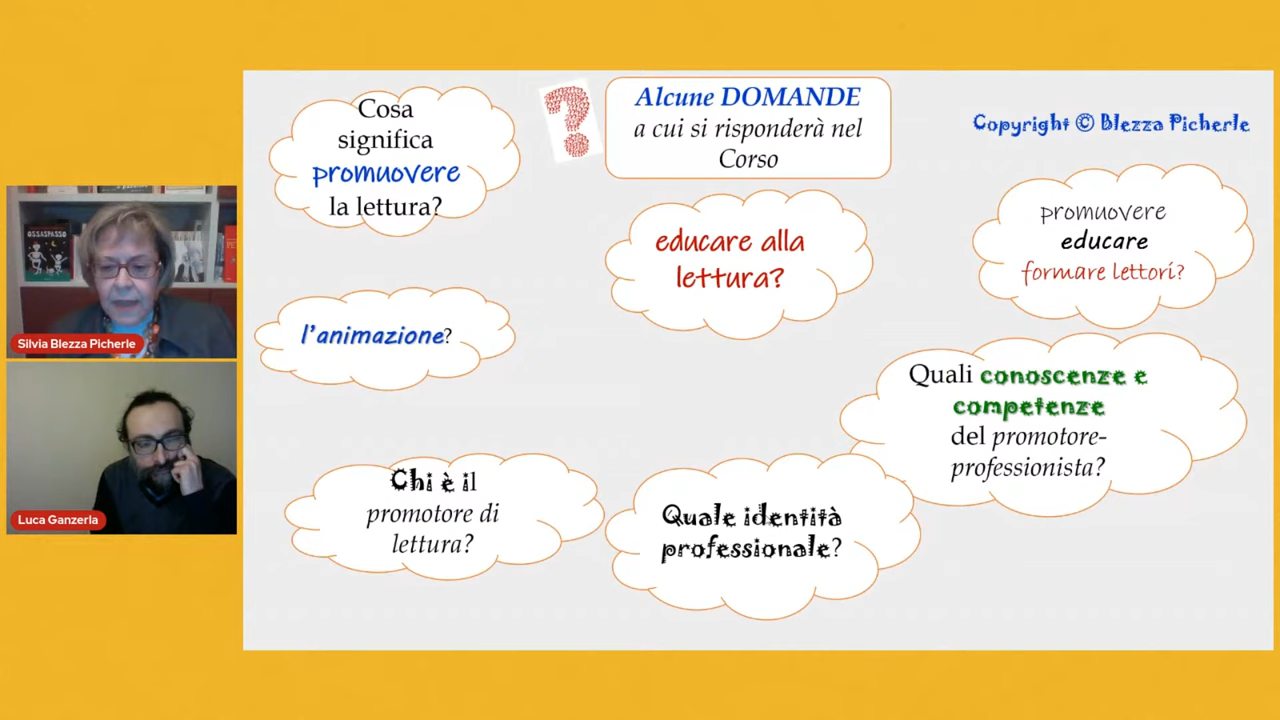 Cosa
significa
promuovere
la lettura?
Alcune DOMANDE
a cui si risponderà nel
Corso
Copyright © Blezza Picherle
educare alla
lettura?
promuovere
educare
formare lettori?
l'animazione?
Quali conoscenze e
competenze
del promotore-
professionista?
Chi è il
promotore di
lettura?
Quale identità
professionale?
OSSASPASSO
Silvia Blezza Picherle
Luca Ganzerla